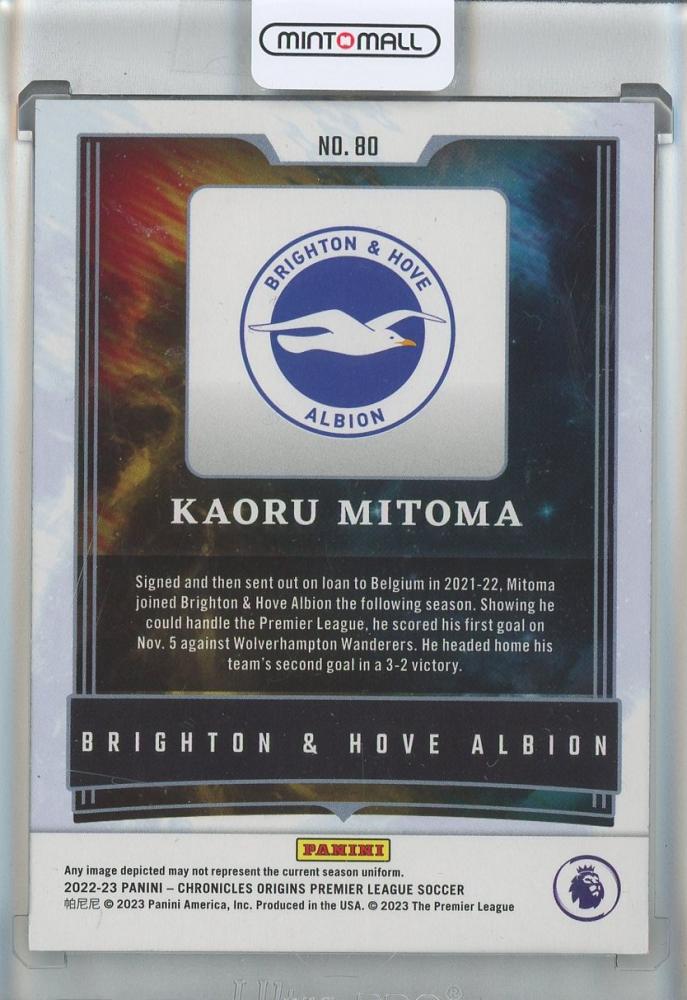 MINTMALL
NO. 80
BRIGHTON & HOVE
ALBION
KAORU MITOMA
Signed and then sent out on loan to Belgium in 2021-22, Mitoma
joined Brighton & Hove Albion the following season. Showing he
could handle the Premier League, he scored his first goal on
Nov. 5 against Wolverhampton Wanderers. He headed home his
team's second goal in a 3-2 victory.
BRIGHTON & HOVE ALBION
PANINI
Any image depicted may not represent the current season uniform.
2022-23 PANINI – CHRONICLES ORIGINS PREMIER LEAGUE SOCCER
帕尼尼 © 2023 Panini America, Inc. Produced in the USA. © 2023 The Premier League